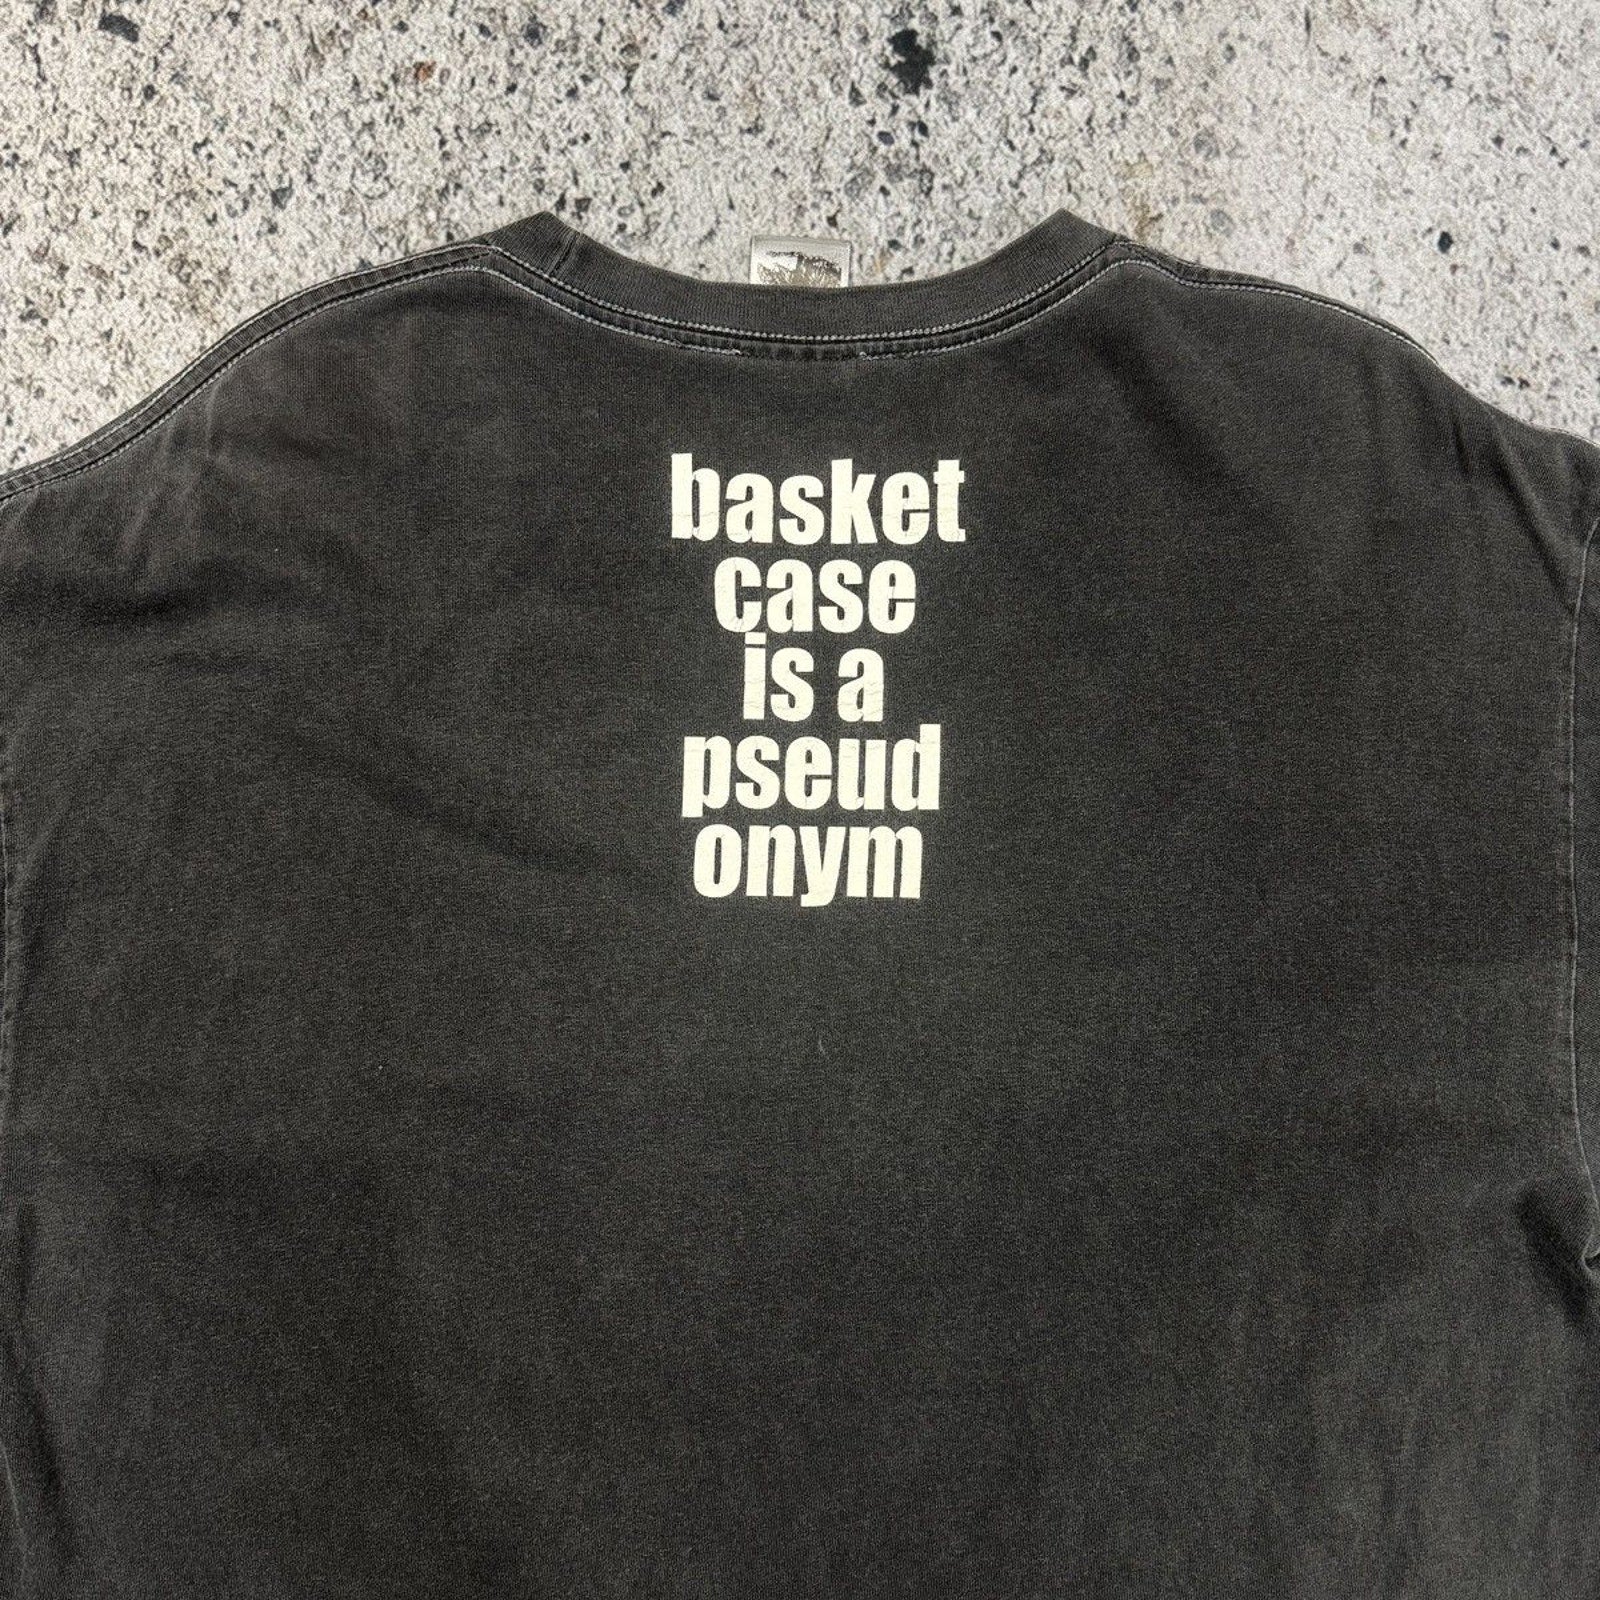 basket
case
is a
pseud
onym